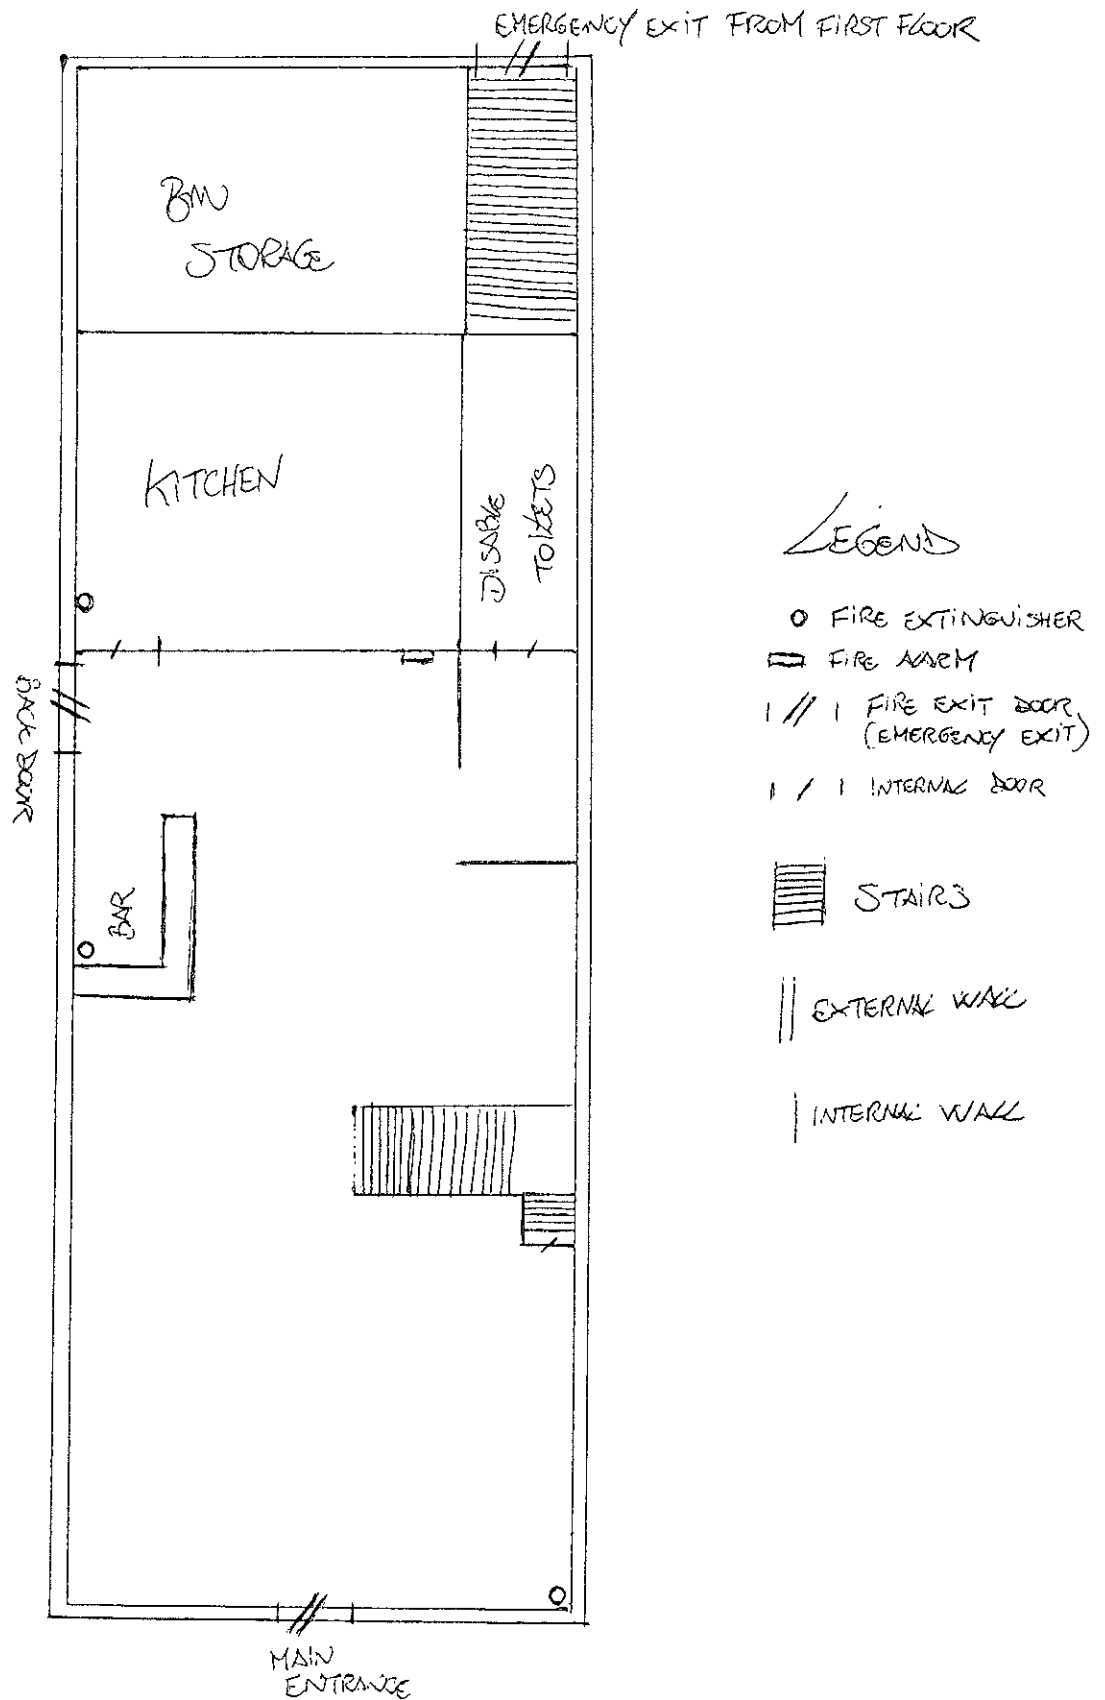 EMERGENCY EXIT FROM FIRST FLOOR
BIN
STORAGE
KITCHEN
DISABLE
TOILETS
BACK DOOR
BAR
MAIN
ENTRANCE
LEGEND
FIRE EXTINGUISHER
FIRE ALARM
FIRE EXIT DOOR
(EMERGENCY EXIT)
INTERNAL DOOR
STAIRS
EXTERNAL WALL
INTERNAL WALL